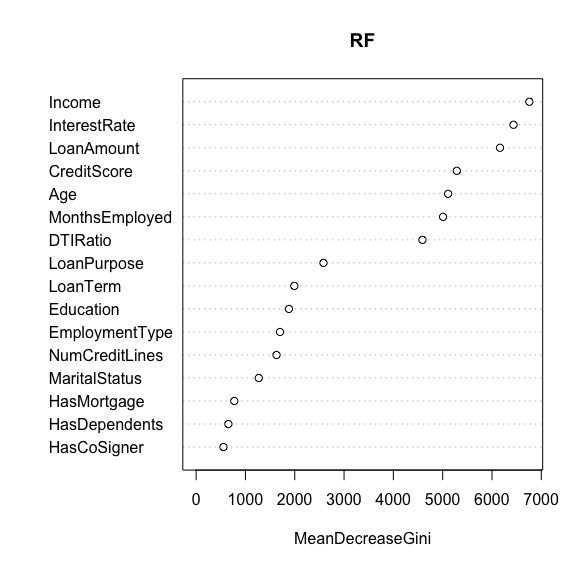 RF
Income
InterestRate
LoanAmount
CreditScore
Age
MonthsEmployed
DTIRatio
LoanPurpose
LoanTerm
Education
EmploymentType
NumCreditLines
MaritalStatus
HasMortgage
HasDependents
HasCoSigner
0 1000 2000 3000 4000 5000 6000 7000
MeanDecreaseGini